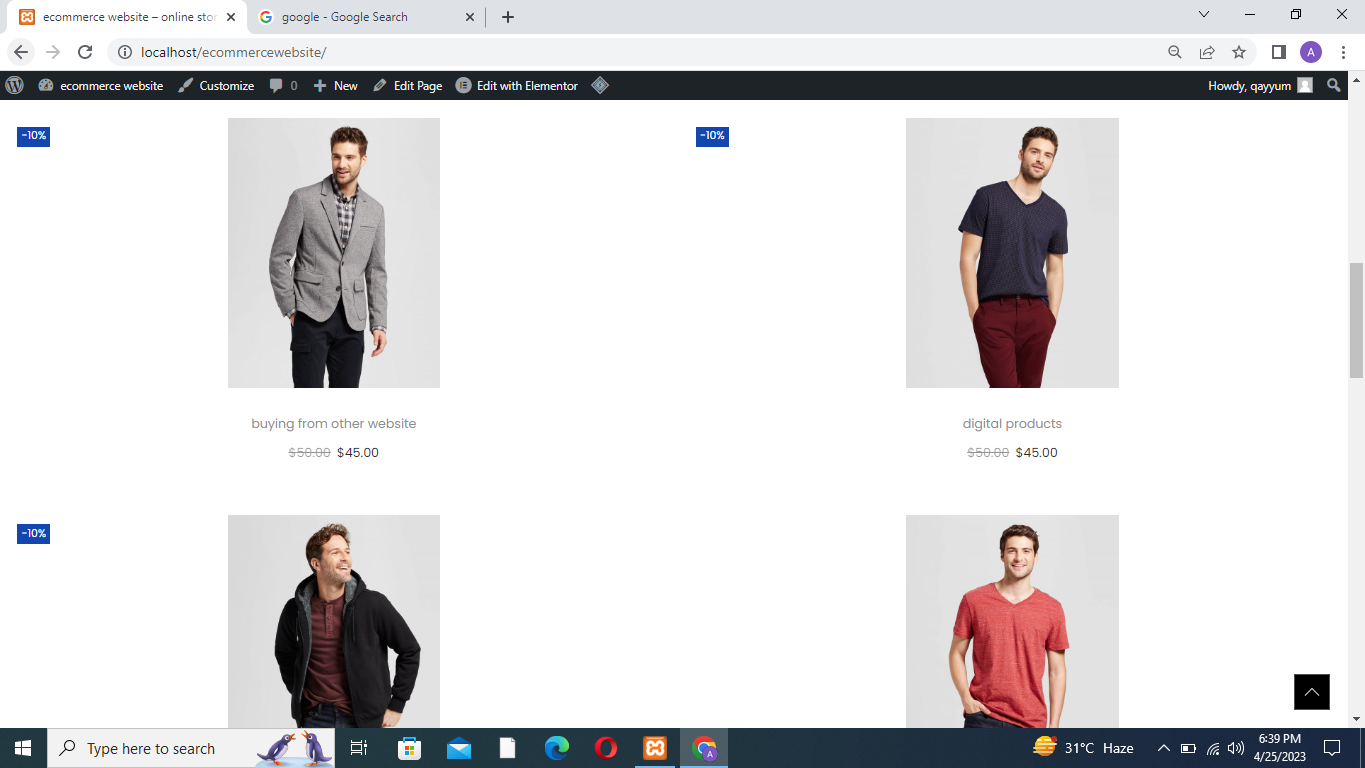 ecommerce website – online stor
google - Google Search
localhost/ecommercewebsite/
A
ecommerce website
Customize
0
New
Edit Page
Edit with Elementor
Howdy, qayyum
-10%
-10%
buying from other website
digital products
$50.00 $45.00
$50.00 $45.00
-10%
Type here to search
A
31°C Haze
6:39 PM
4/25/2023